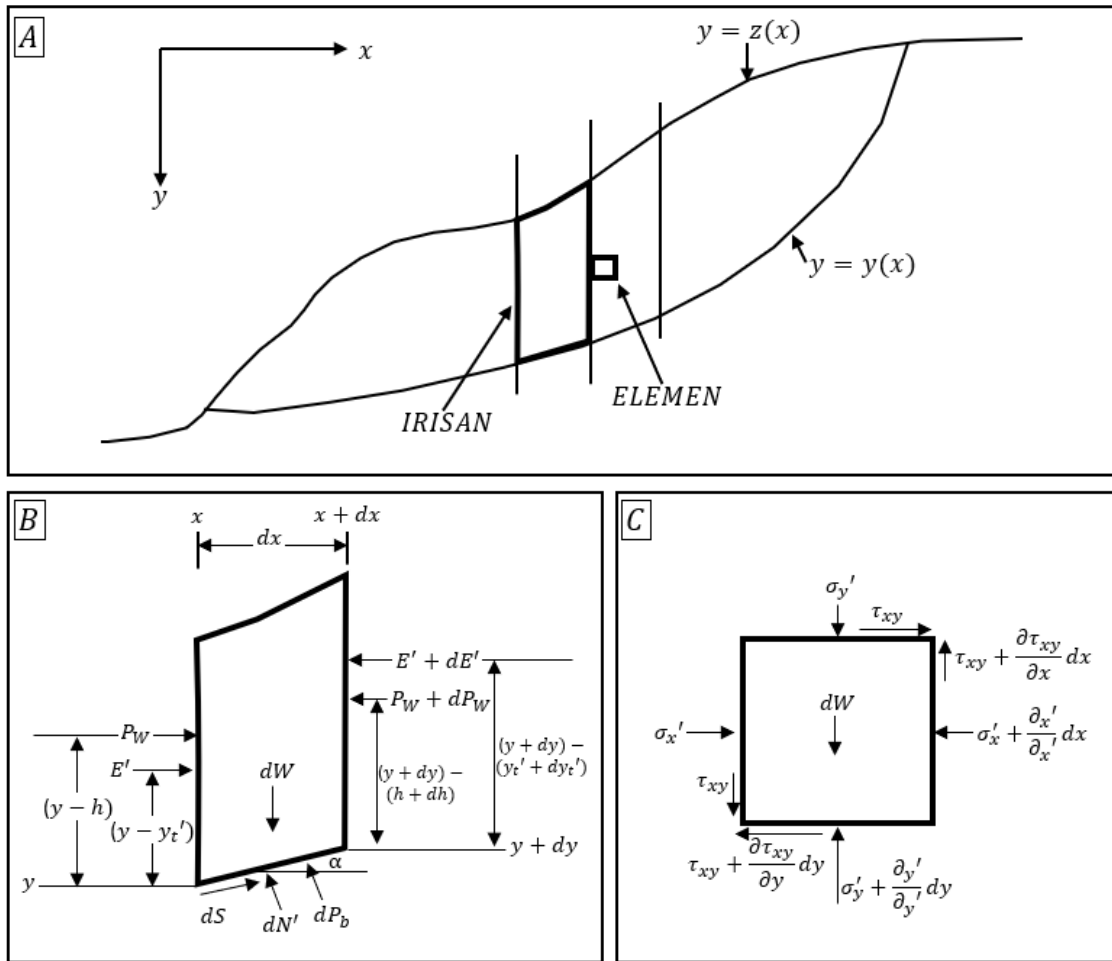 A
x
y
y = z(x)
y = y(x)
IRISAN
ELEMEN
B
x
x + dx
dx
E' + dE'
P_W + dP_W
P_W
E'
dW
(y − h)
(y − y_t')
(y + dy) −
(h + dh)
(y + dy) −
(y_t' + dy_t')
y
y + dy
α
dS
dN'
dP_b
C
σ_y'
τ_xy
τ_xy + ∂τ_xy/∂x dx
dW
σ_x'
σ_x' + ∂_x'/∂_x' dx
τ_xy
τ_xy + ∂τ_xy/∂y dy
σ_y' + ∂_y'/∂_y' dy